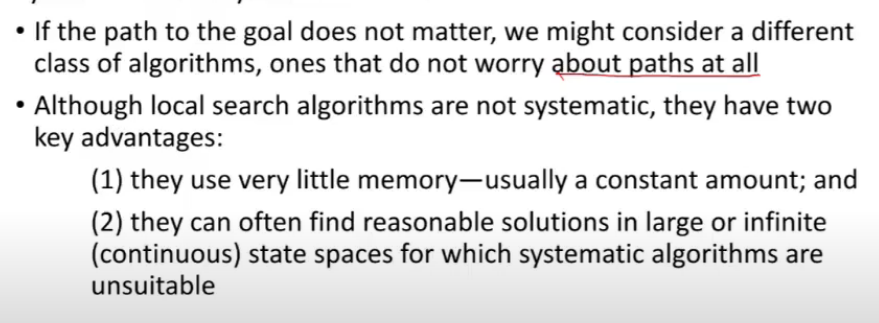 • If the path to the goal does not matter, we might consider a different
class of algorithms, ones that do not worry about paths at all
• Although local search algorithms are not systematic, they have two
key advantages:
(1) they use very little memory—usually a constant amount; and
(2) they can often find reasonable solutions in large or infinite
(continuous) state spaces for which systematic algorithms are
unsuitable